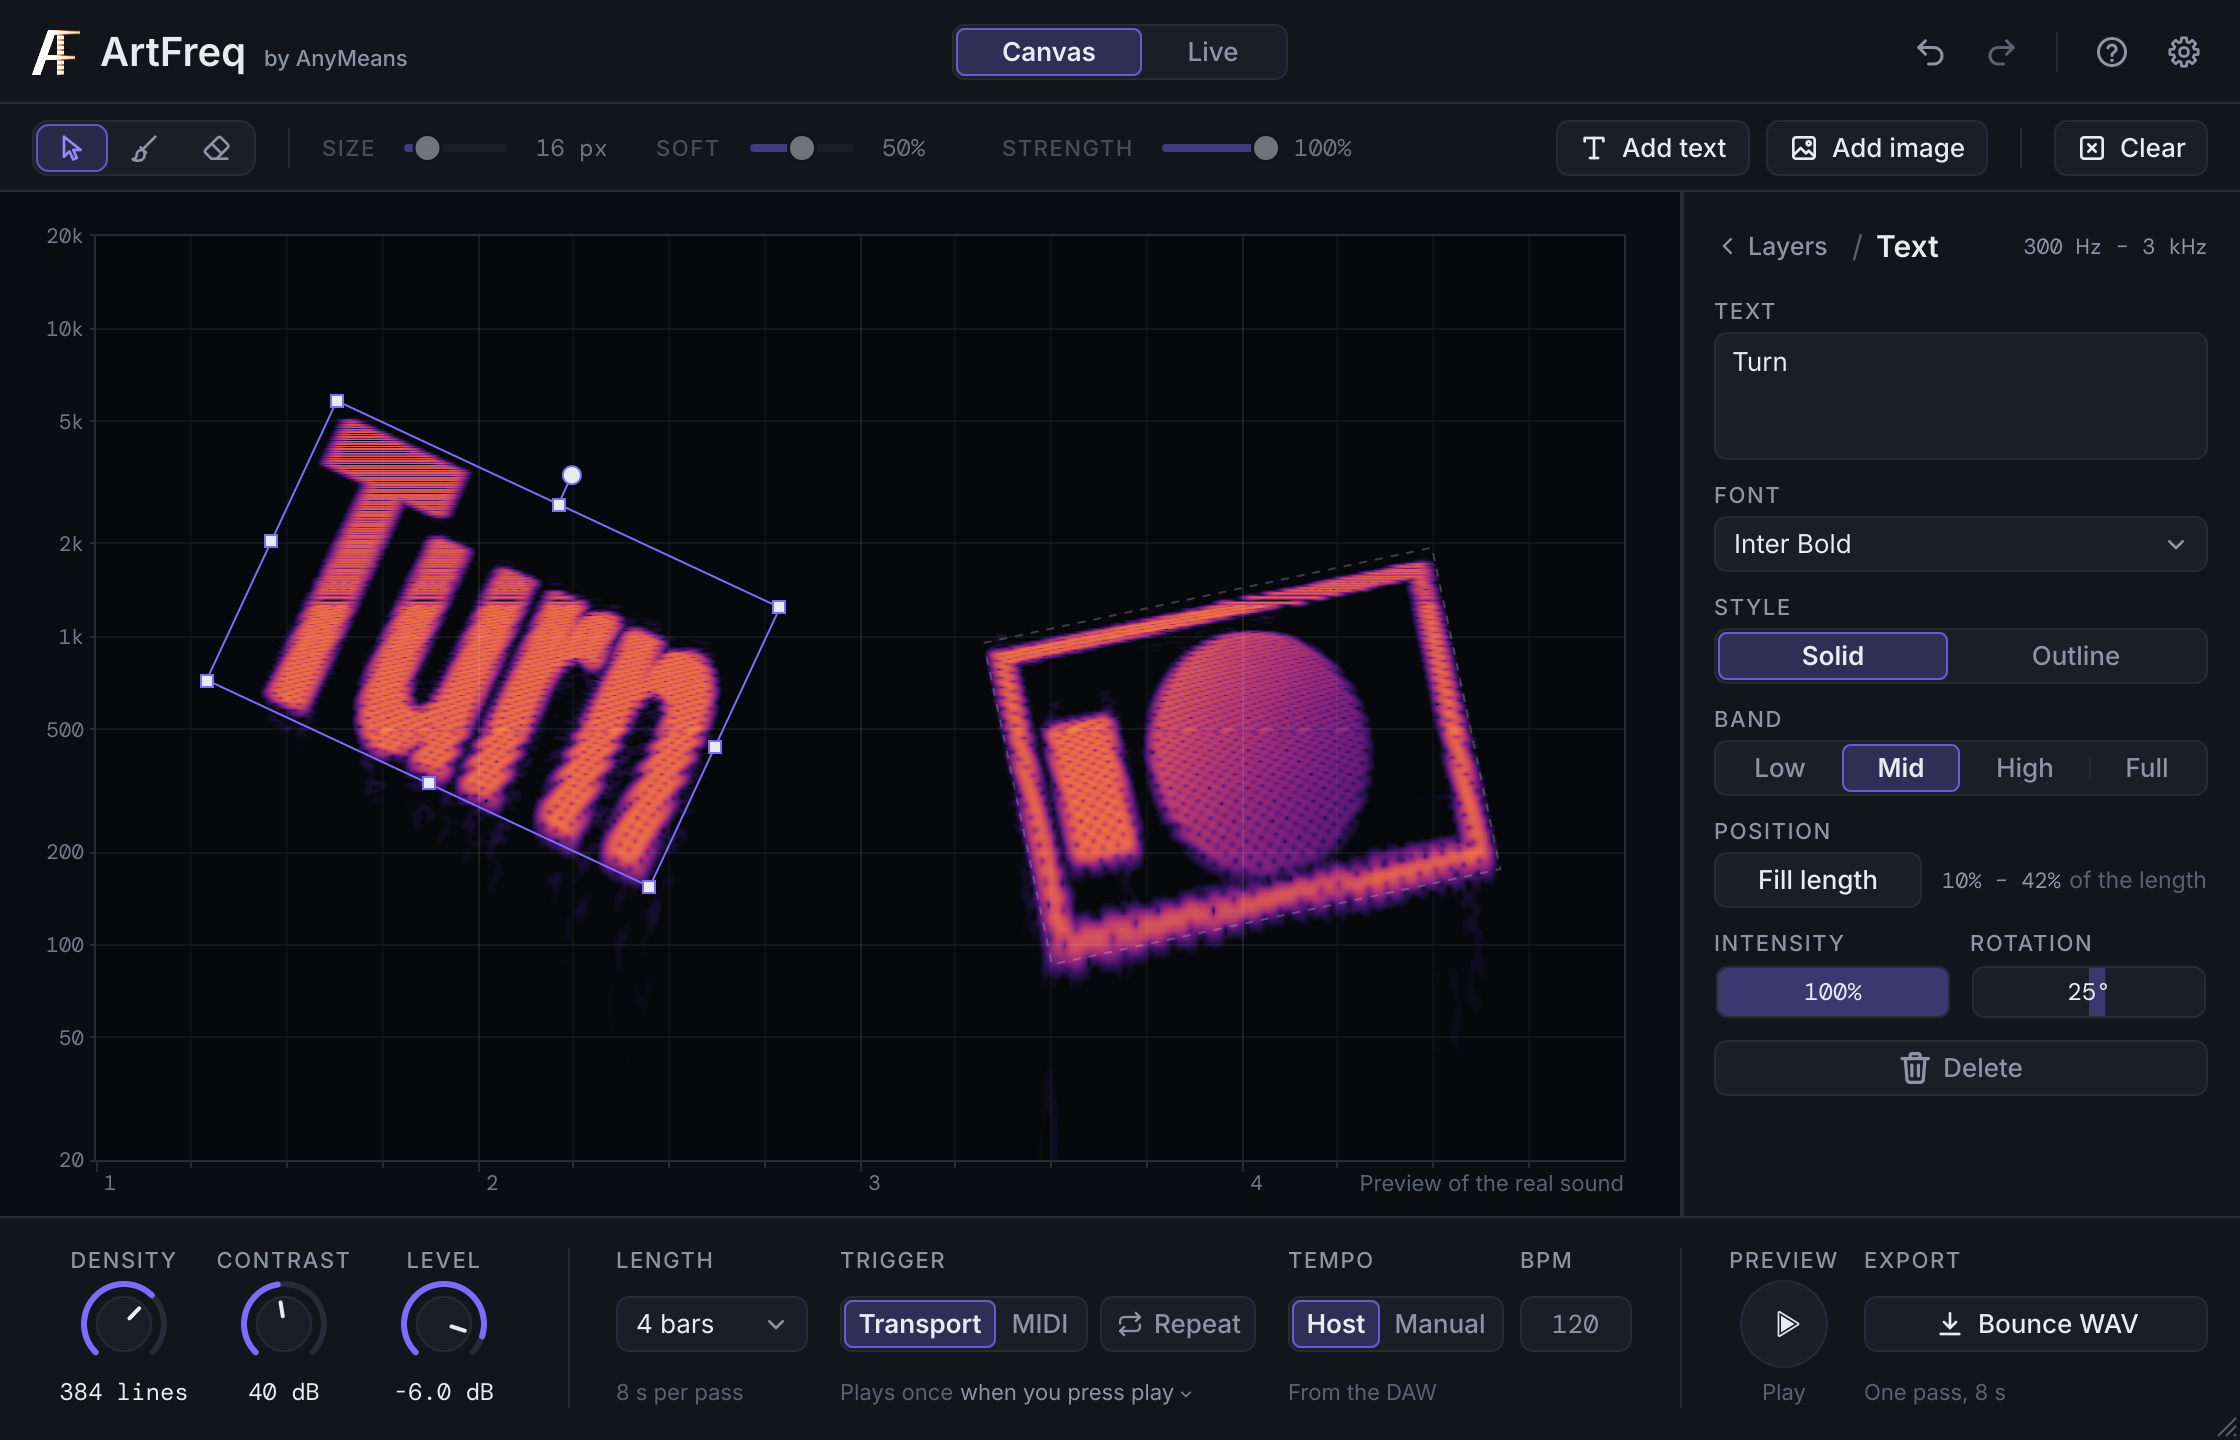 AF ArtFreq by AnyMeans
Canvas Live
SIZE 16 px SOFT 50% STRENGTH 100%
Add text Add image Clear
20k
10k
5k
2k
1k
500
200
100
50
20
Turn
1 2 3 4 Preview of the real sound
Layers / Text 300 Hz - 3 kHz
TEXT
Turn
FONT
Inter Bold
STYLE
Solid Outline
BAND
Low Mid High Full
POSITION
Fill length 10% - 42% of the length
INTENSITY ROTATION
100% 25°
Delete
DENSITY CONTRAST LEVEL LENGTH TRIGGER TEMPO BPM PREVIEW EXPORT
4 bars Transport MIDI Repeat Host Manual 120 Bounce WAV
384 lines 40 dB -6.0 dB 8 s per pass Plays once when you press play From the DAW Play One pass, 8 s